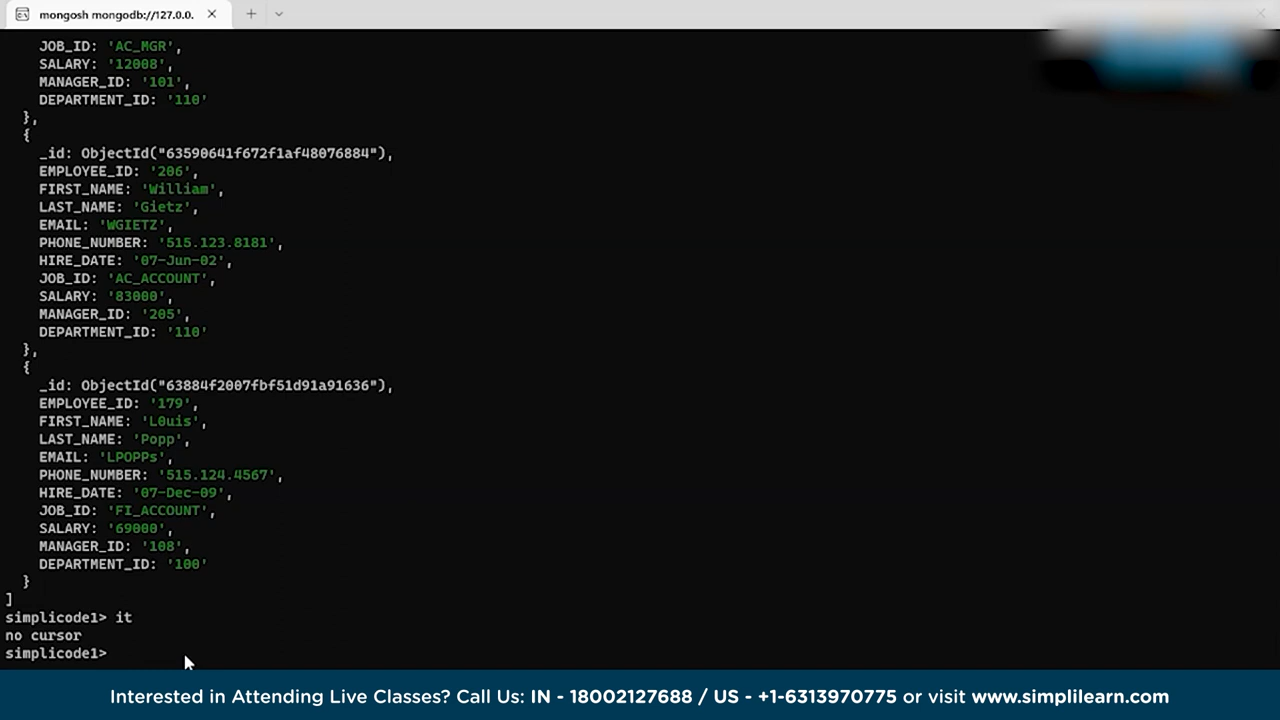 mongosh mongodb://127.0.0.
JOB_ID: 'AC_MGR',
SALARY: '12008',
MANAGER_ID: '101',
DEPARTMENT_ID: '110'
},
{
_id: ObjectId("63590641f672f1af48076884"),
EMPLOYEE_ID: '206',
FIRST_NAME: 'William',
LAST_NAME: 'Gietz',
EMAIL: 'WGIETZ',
PHONE_NUMBER: '515.123.8181',
HIRE_DATE: '07-Jun-02',
JOB_ID: 'AC_ACCOUNT',
SALARY: '83000',
MANAGER_ID: '205',
DEPARTMENT_ID: '110'
},
{
_id: ObjectId("63884f2007fbf51d91a91636"),
EMPLOYEE_ID: '179',
FIRST_NAME: 'L0uis',
LAST_NAME: 'Popp',
EMAIL: 'LPOPPs',
PHONE_NUMBER: '515.124.4567',
HIRE_DATE: '07-Dec-09',
JOB_ID: 'FI_ACCOUNT',
SALARY: '69000',
MANAGER_ID: '108',
DEPARTMENT_ID: '100'
}
]
simplicode1> it
no cursor
simplicode1>
Interested in Attending Live Classes? Call Us: IN - 18002127688 / US - +1-6313970775 or visit www.simplilearn.com